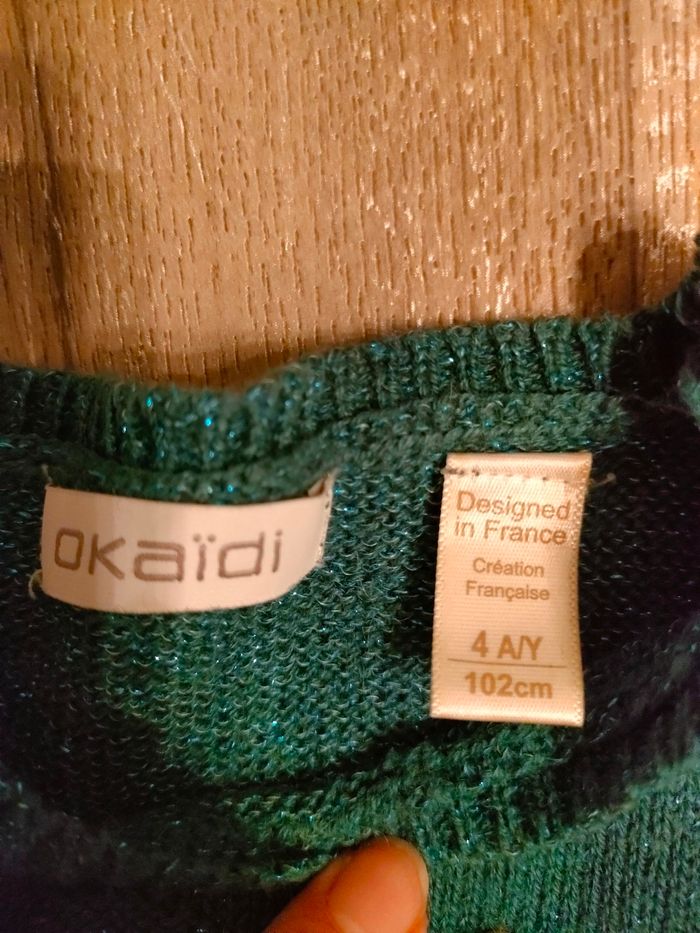 okaïdi
Designed
in France
Création
Française
4 A/Y
102cm